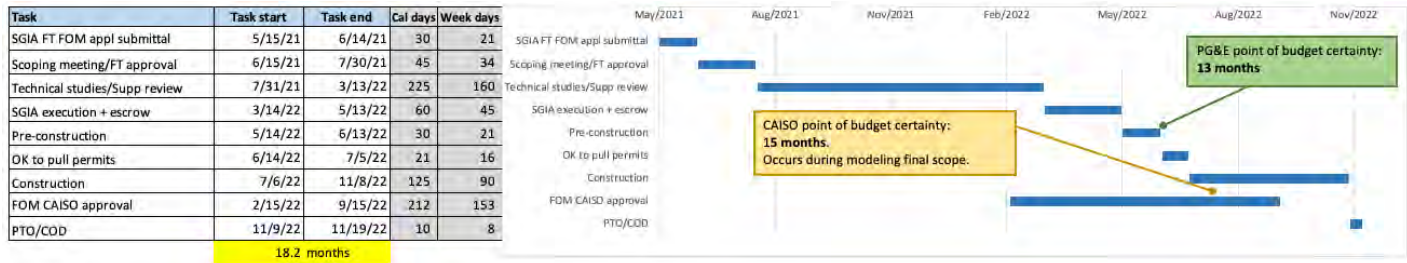 Task Task start Task end Cal days Week days
SGIA FT FOM appl submittal 5/15/21 6/14/21 30 21
Scoping meeting/FT approval 6/15/21 7/30/21 45 34
Technical studies/Supp review 7/31/21 3/13/22 225 160
SGIA execution + escrow 3/14/22 5/13/22 60 45
Pre-construction 5/14/22 6/13/22 30 21
OK to pull permits 6/14/22 7/5/22 21 16
Construction 7/6/22 11/8/22 125 90
FOM CAISO approval 2/15/22 9/15/22 212 153
PTO/COD 11/9/22 11/19/22 10 8
18.2 months
May/2021 Aug/2021 Nov/2021 Feb/2022 May/2022 Aug/2022 Nov/2022
SGIA FT FOM appl submittal
Scoping meeting/FT approval
Technical studies/Supp review
SGIA execution + escrow
Pre-construction
OK to pull permits
Construction
FOM CAISO approval
PTO/COD
PG&E point of budget certainty:
13 months
CAISO point of budget certainty:
15 months.
Occurs during modeling final scope.